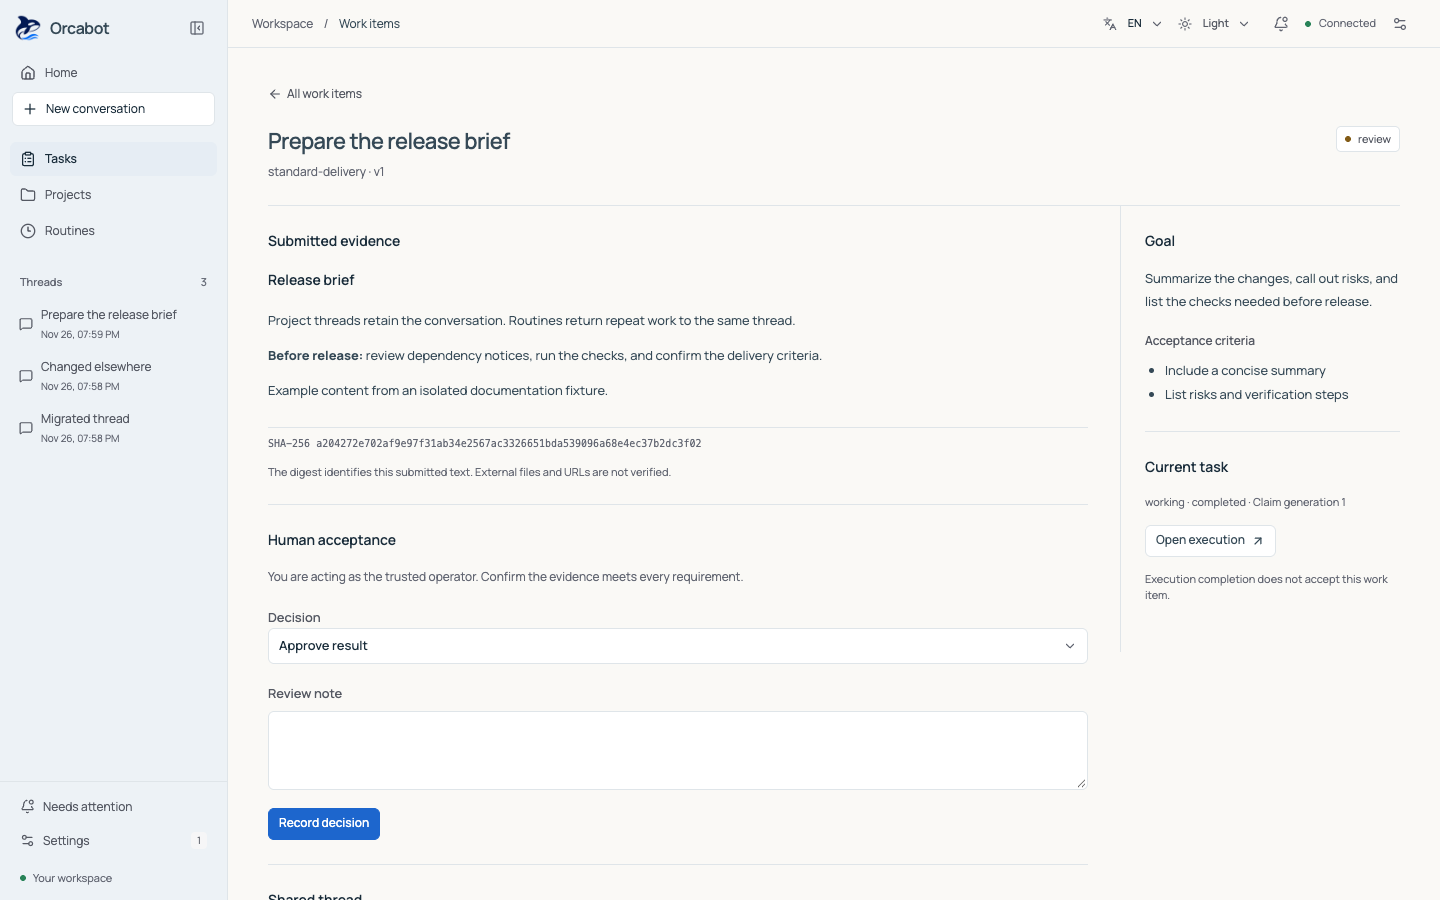 Orcabot
Home
New conversation
Tasks
Projects
Routines
Threads 3
Prepare the release brief
Nov 26, 07:59 PM
Changed elsewhere
Nov 26, 07:58 PM
Migrated thread
Nov 26, 07:58 PM
Needs attention
Settings 1
Your workspace
Workspace / Work items
EN Light Connected
All work items
Prepare the release brief
review
standard-delivery · v1
Submitted evidence
Release brief
Project threads retain the conversation. Routines return repeat work to the same thread.
Before release: review dependency notices, run the checks, and confirm the delivery criteria.
Example content from an isolated documentation fixture.
SHA-256 a204272e702af9e97f31ab34e2567ac3326651bda539096a68e4ec37b2dc3f02
The digest identifies this submitted text. External files and URLs are not verified.
Human acceptance
You are acting as the trusted operator. Confirm the evidence meets every requirement.
Decision
Approve result
Review note
Record decision
Shared thread
Goal
Summarize the changes, call out risks, and
list the checks needed before release.
Acceptance criteria
Include a concise summary
List risks and verification steps
Current task
working · completed · Claim generation 1
Open execution
Execution completion does not accept this work
item.